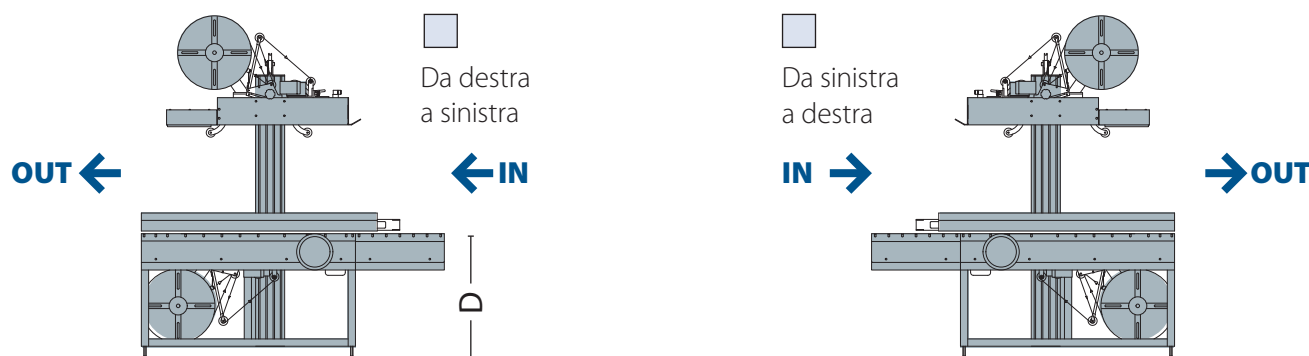 Da destra
a sinistra
OUT
IN
D
Da sinistra
a destra
IN
OUT